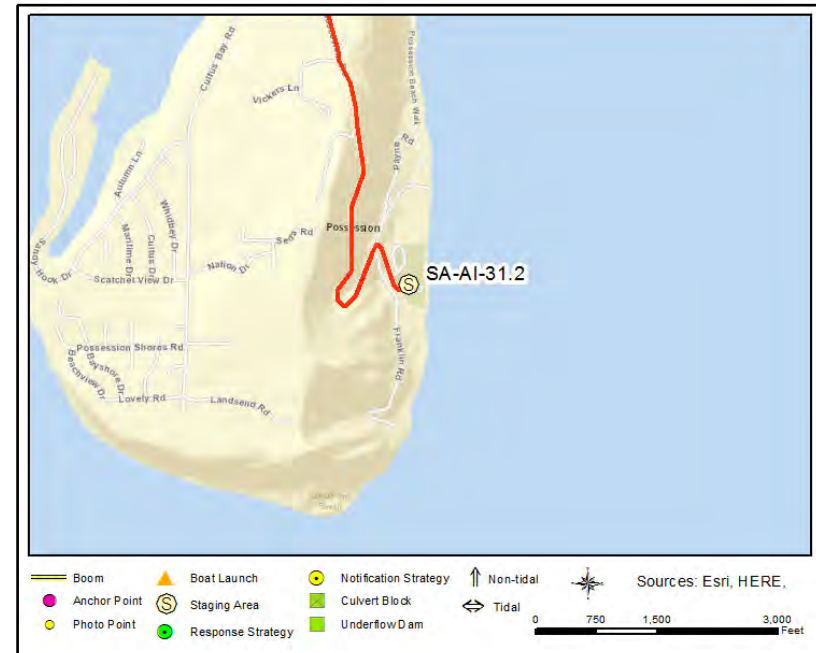 Cultus Bay Rd
Possession Beach Walk
Vickers Ln
Rayna Rd
Autumn Ln
Whidbey Dr
Maritime Dr
Cultus Dr
Sandy Hook Dr
Seds Rd
Possession
Nation Dr
SA-AI-31.2
S
Scatchet View Dr
Possession Shores Rd
Franklin Rd
Bayshore Dr
Beachview Dr
Lovely Rd
Landsend Rd
Boom
Boat Launch
Notification Strategy
Non-tidal
Sources: Esri, HERE,
Anchor Point
S
Staging Area
Culvert Block
Tidal
Photo Point
Response Strategy
Underflow Dam
0 750 1,500 3,000
Feet